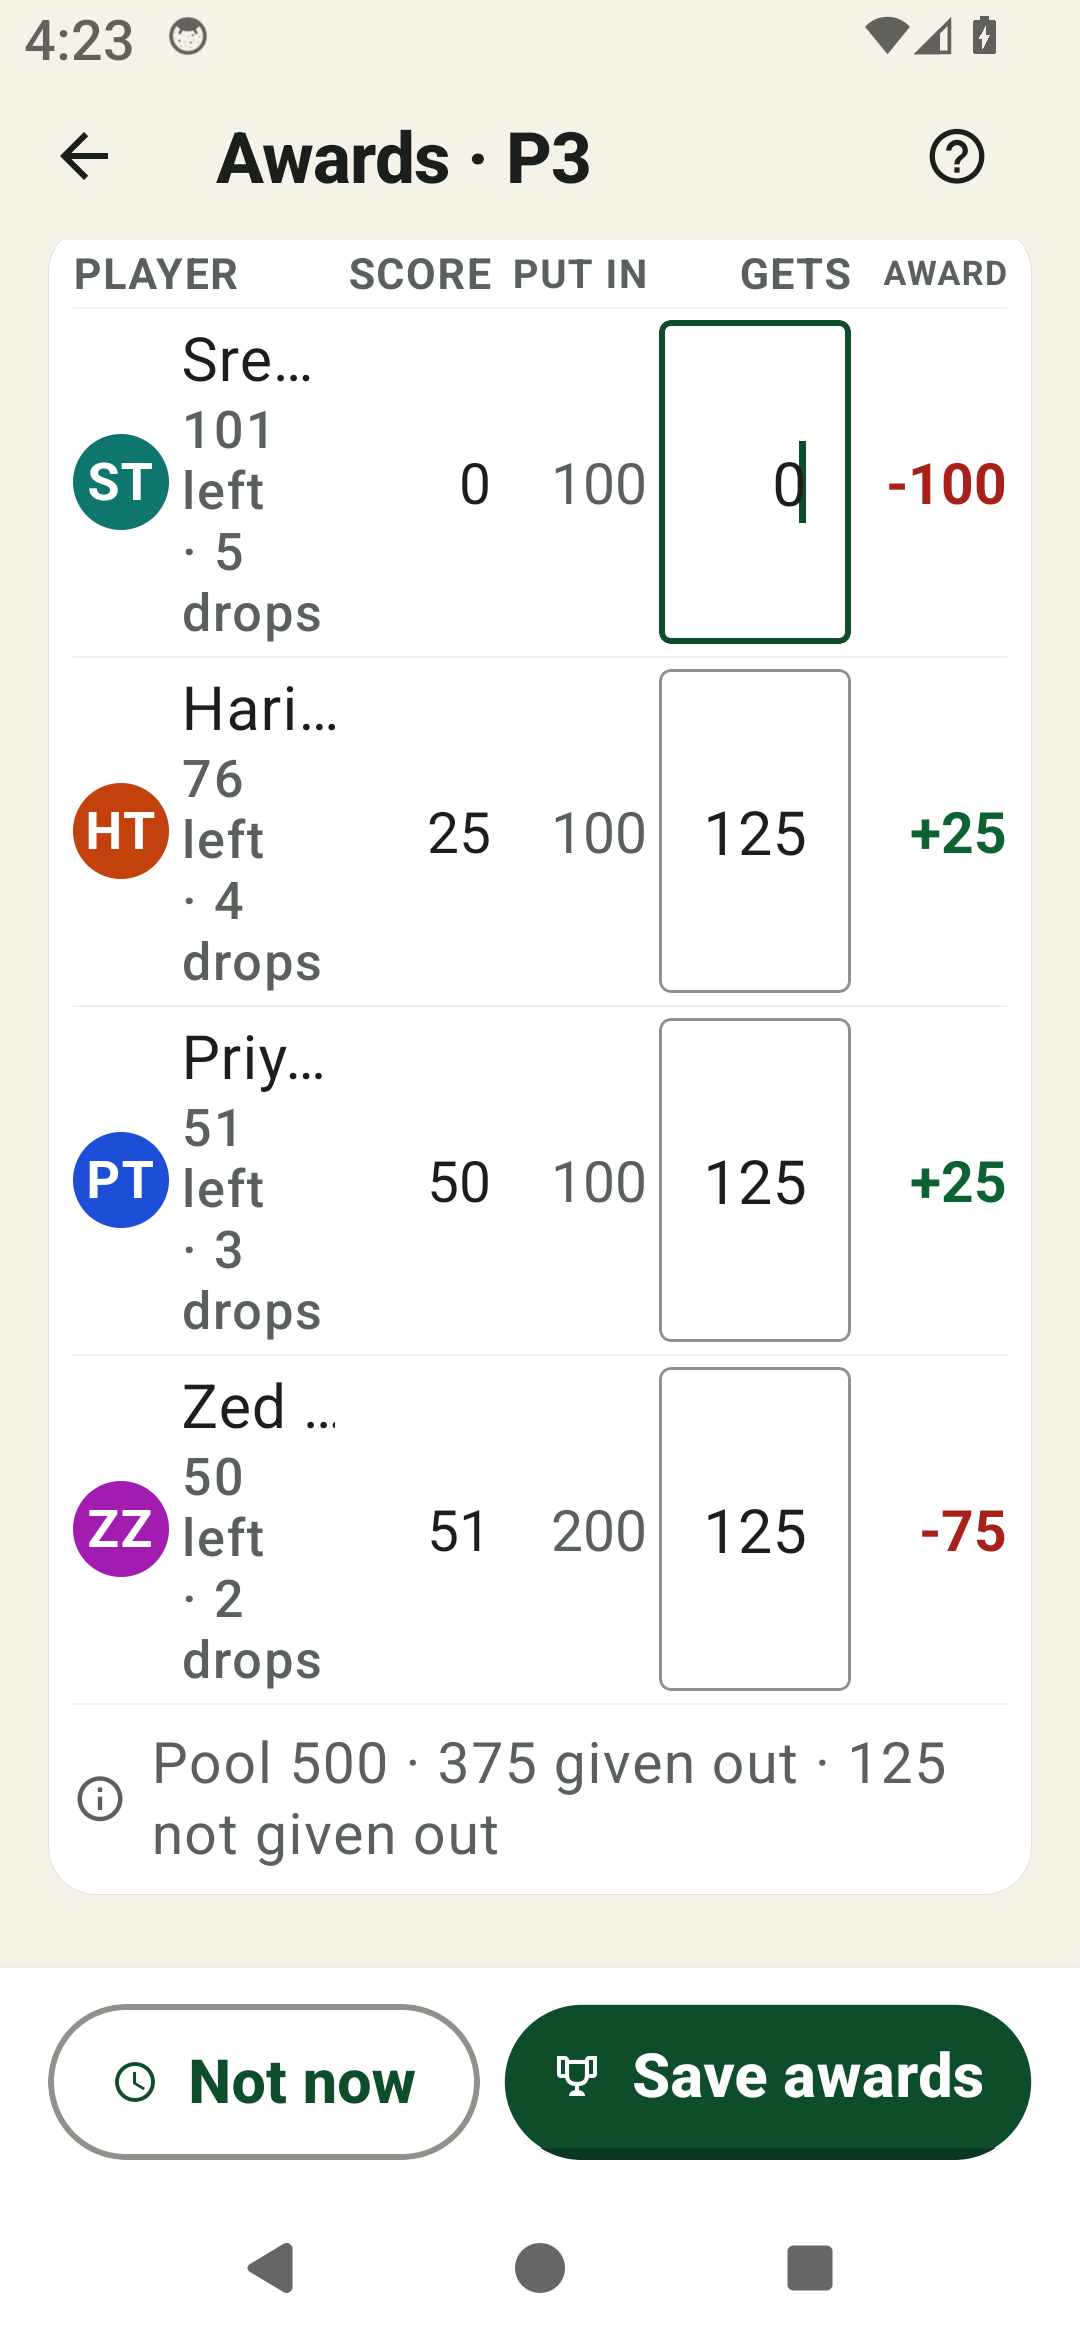 4:23
Awards · P3
PLAYER SCORE PUT IN GETS AWARD
Sre…
101
left
· 5
drops
ST 0 100 0 -100
Hari…
76
left
· 4
drops
HT 25 100 125 +25
Priy…
51
left
· 3
drops
PT 50 100 125 +25
Zed …
50
left
· 2
drops
ZZ 51 200 125 -75
Pool 500 · 375 given out · 125
not given out
Not now Save awards